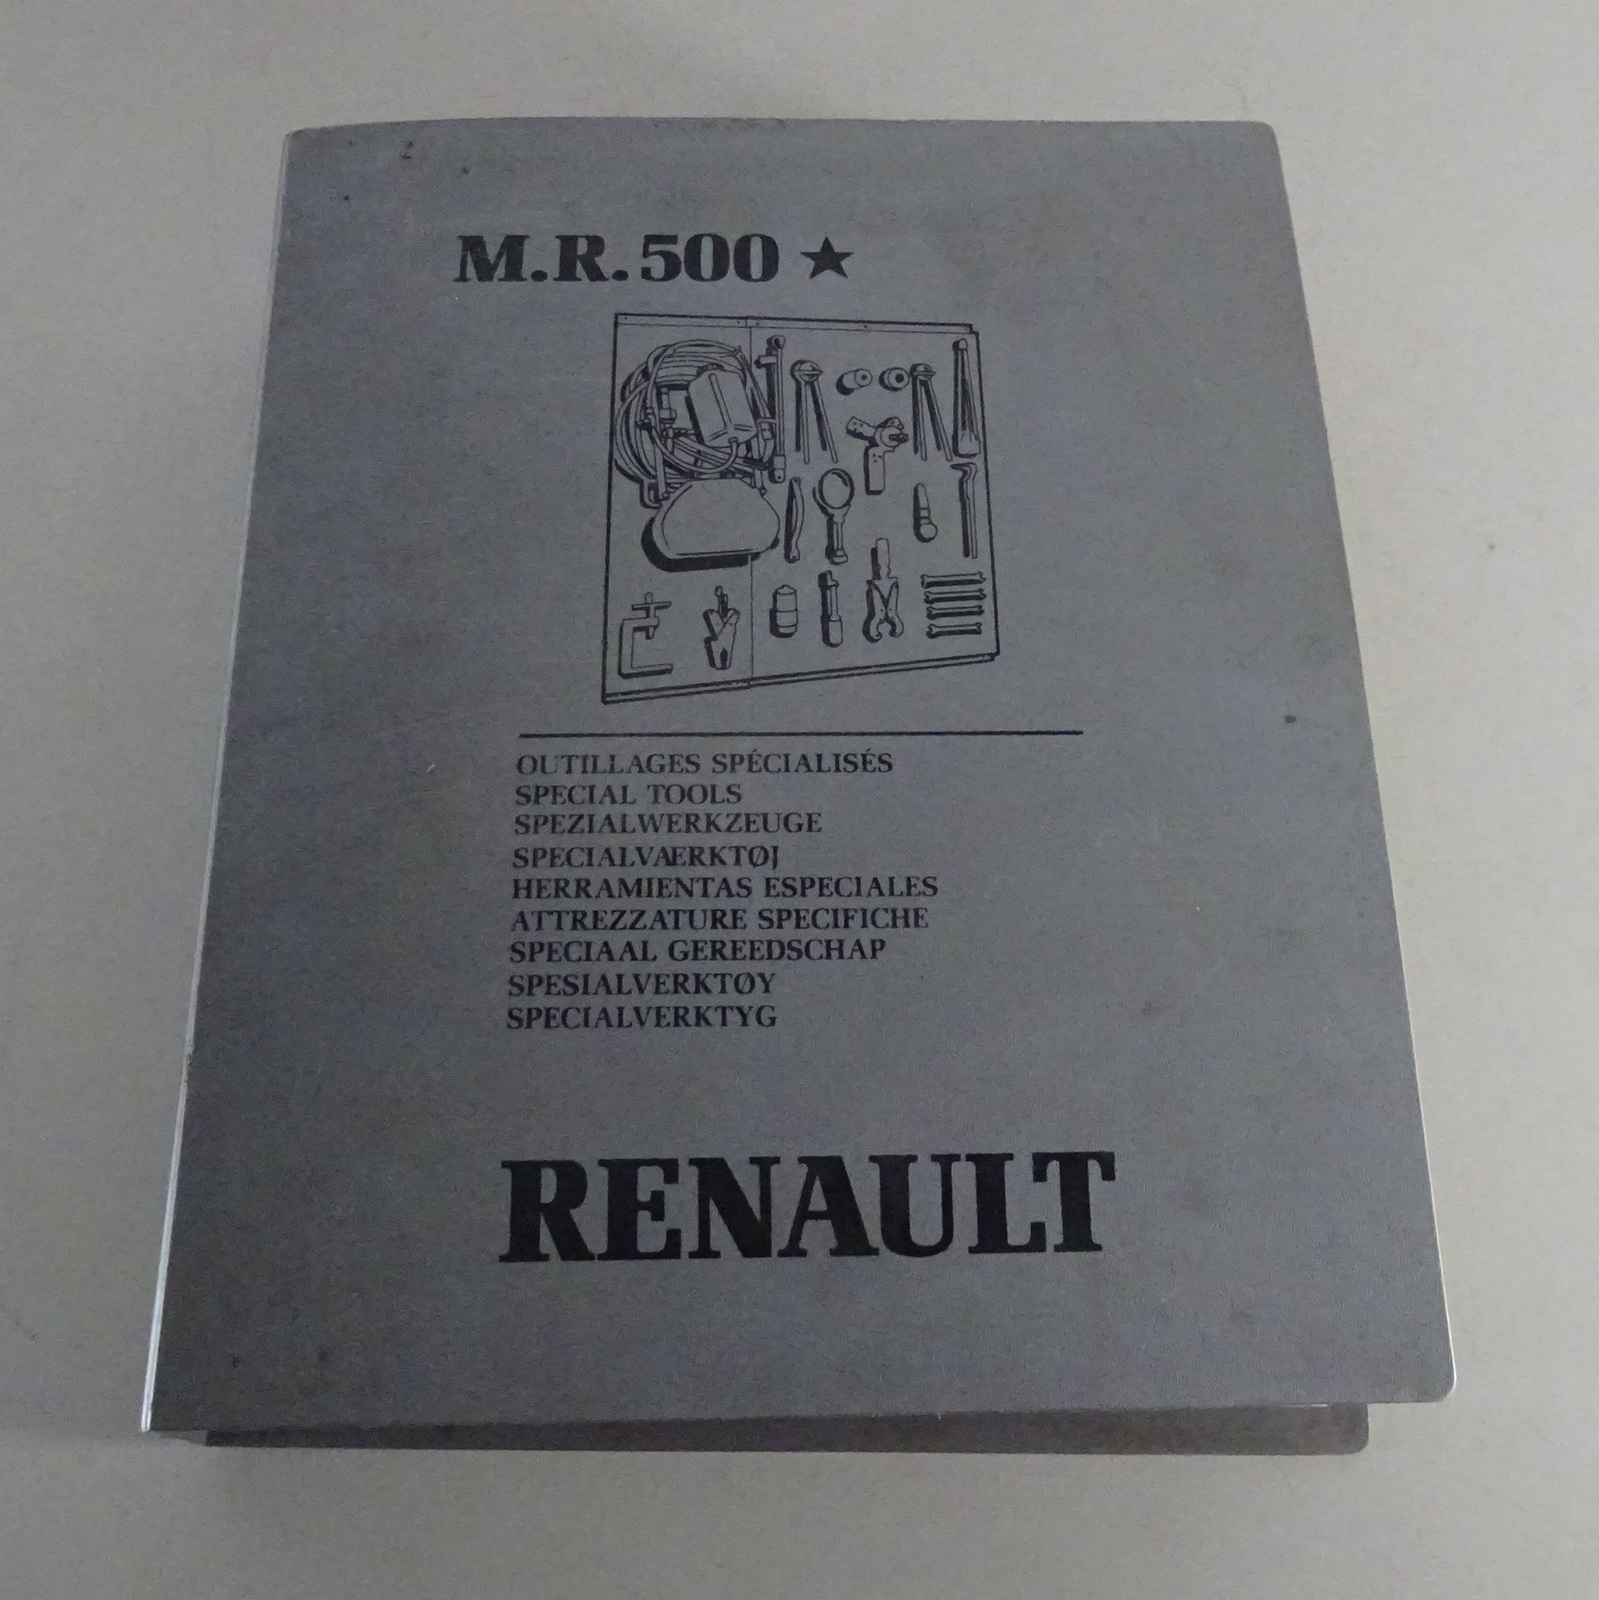 M.R. 500 ★
OUTILLAGES SPÉCIALISÉS
SPECIAL TOOLS
SPEZIALWERKZEUGE
SPECIALVÆRKTØJ
HERRAMIENTAS ESPECIALES
ATTREZZATURE SPECIFICHE
SPECIAAL GEREEDSCHAP
SPESIALVERKTØY
SPECIALVERKTYG
RENAULT